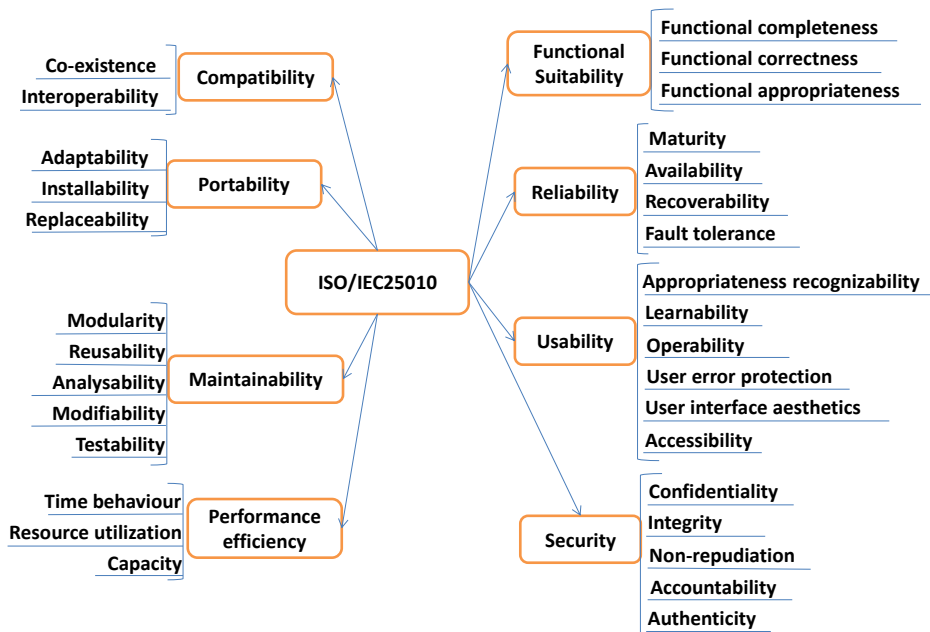 Co-existence
Interoperability
Compatibility
Adaptability
Installability
Replaceability
Portability
Modularity
Reusability
Analysability
Modifiability
Testability
Maintainability
Time behaviour
Resource utilization
Capacity
Performance
efficiency
ISO/IEC25010
Functional
Suitability
Functional completeness
Functional correctness
Functional appropriateness
Reliability
Maturity
Availability
Recoverability
Fault tolerance
Usability
Appropriateness recognizability
Learnability
Operability
User error protection
User interface aesthetics
Accessibility
Security
Confidentiality
Integrity
Non-repudiation
Accountability
Authenticity